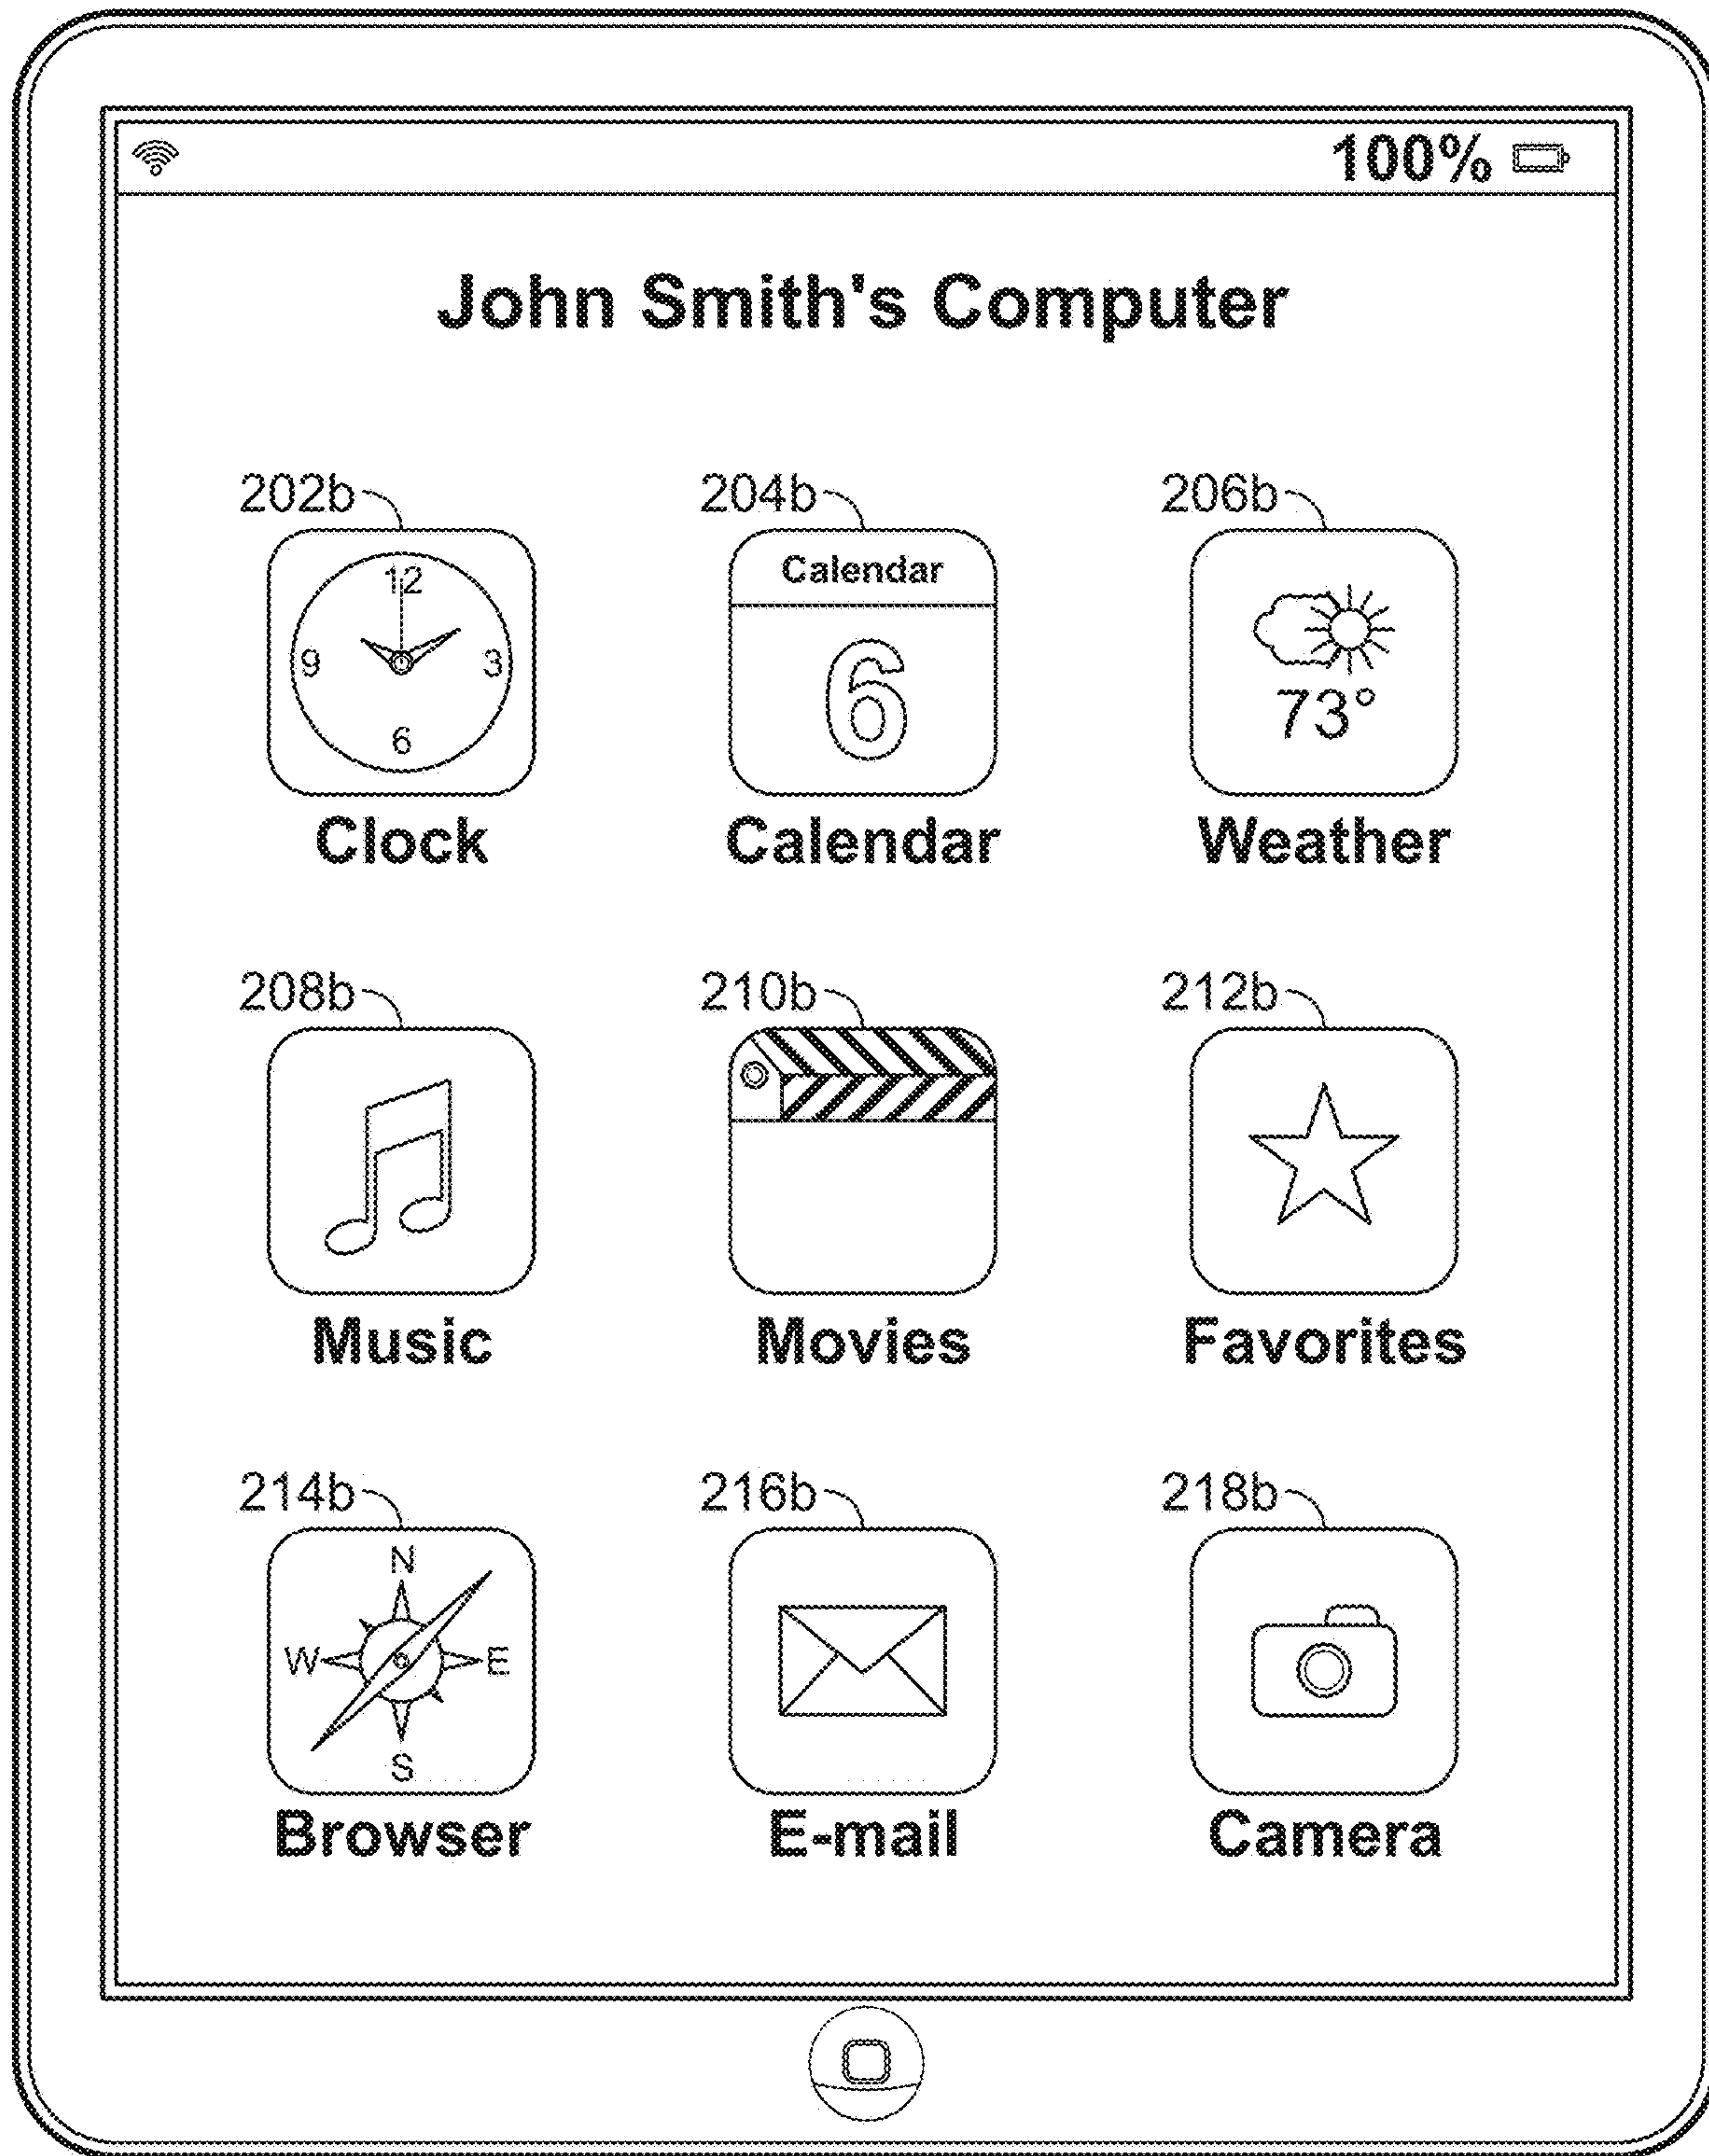 100%
John Smith's Computer
202b 204b 206b
12
9 3
6
Calendar
6
73°
Clock Calendar Weather
208b 210b 212b
Music Movies Favorites
214b 216b 218b
N
W E
S
Browser E-mail Camera